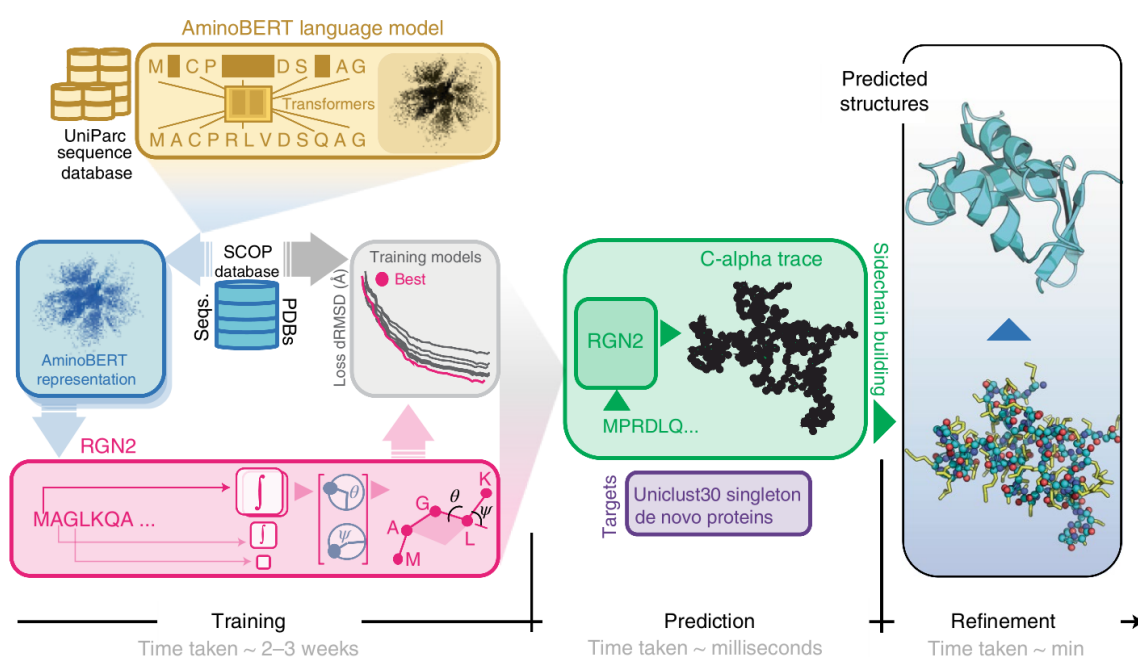 AminoBERT language model
M CP DS AG
Transformers
MACPRLVDSQAG
UniParc
sequence
database
Predicted
structures
SCOP
database
Seqs.
PDBs
AminoBERT
representation
Training models
Best
Loss dRMSD (Å)
RGN2
MAGLKQA ...
∫
∫
θ
ψ
M
A
G
L
K
θ
ψ
C-alpha trace
RGN2
MPRDLQ...
Sidechain building
Targets
Uniclust30 singleton
de novo proteins
Training
Prediction
Refinement
Time taken ~ 2–3 weeks
Time taken ~ milliseconds
Time taken ~ min